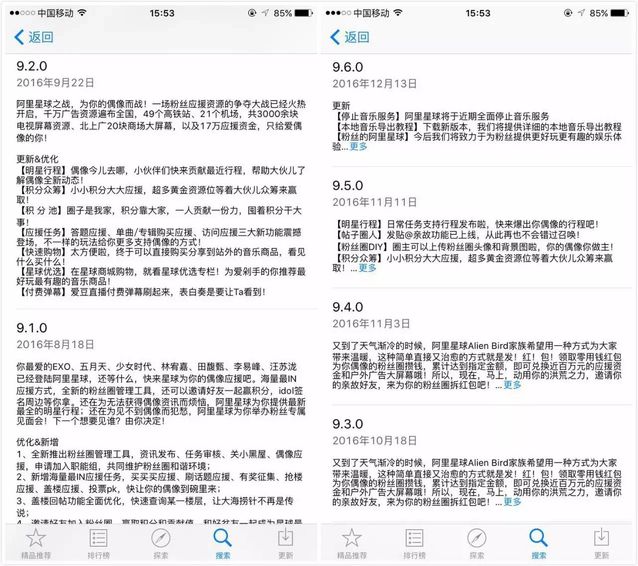 中国移动 15:53 85%
返回
9.2.0
2016年9月22日
阿里星球之战，为你的偶像而战！一场粉丝应援资源的争夺大战已经火热
开启，千万广告资源遍布全国，49个高铁站、21个机场，共3000余块
电视屏幕资源、北上广20块商场大屏幕，以及17万应援资金，只给爱偶
像的你！
更新&优化
【明星行程】偶像今儿去哪，小伙伴们快来贡献最近行程，帮助大伙儿了
解偶像全新动态！
【积分众筹】小小积分大大应援，超多黄金资源位等着大伙儿众筹来赢
取！
【积 分 池】圈子是我家，积分靠大家，一人贡献一份力，囤着积分干大
事！
【应援任务】答题应援、单曲/专辑购买应援、访问应援三大新功能震撼
登场，不一样的玩法给你更多支持偶像的方式！
【快速购物】太方便啦，终于可以直接购买分享到站外的音乐商品，看见
什么买什么！
【星球优选】在星球商城购物，就看星球优选专栏！为爱剁手的你推最好
玩最有趣的音乐商品！
【付费弹幕】爱豆直播付费弹幕刷起来，表白奏是要让Ta看到！
9.1.0
2016年8月18日
你最爱的EXO、五月天、少女时代、林宥嘉、田馥甄、李易峰、汪苏泷
已经登陆阿里星球，还等什么，快来星球为你的偶像应援吧，海量最IN
应援方式，全新的粉丝圈管理工具，还可以邀请好友一起赢积分，idol签
名周边等你拿。还在为无法获得偶像资讯而烦恼，阿里星球为你提供最新
最全的明星行程；还在为见不到偶像而犯愁，阿里星球为你举办粉丝专属
见面会！下一个想要见谁？由你决定！
优化&新增
1、全新推出粉丝圈管理工具，资讯发布、任务审核、关小黑屋、偶像应
援，申请加入职能组，共同维护粉丝圈和谐环境；
2、新增海量最IN应援任务，买买买应援、刷话题应援、有奖征集、抢楼
应援、盖楼应援、投票pk，快让你的偶像到碗里来；
3、盖楼回帖功能全面优化，快速查询某一楼层，让大海捞针不再是传
说；
精品推荐 排行榜 探索 搜索 更新
中国移动 15:53 85%
返回
9.6.0
2016年12月13日
更新
【停止音乐服务】阿里星球将于近期全面停止音乐服务
【本地音乐导出教程】下载新版本，我们将提供详细的本地音乐导出教程
【粉丝的阿里星球】今后我们将致力于为粉丝提供更好玩更有趣的娱乐体
验...更多
9.5.0
2016年11月11日
【明星行程】日常任务支持行程发布啦，快来爆出你偶像的行程吧！
【帖子圈人】发贴@亲故功能已上线，从此再也不会错过召唤！
【粉丝圈DIY】圈主可以上传粉丝圈头像和背景图啦，你的偶像你做主！
【积分众筹】小小积分大大应援，超多黄金资源位等着大伙儿众筹来赢
取！...更多
9.4.0
2016年11月3日
又到了天气渐冷的时候，阿里星球Alien Bird家族希望用一种方式为大家
带来温暖，这种简单直接又治愈的方式就是发！红！包！领取零用钱红包
为你的偶像圈攒钱，累计达到指定金额，即可兑换近百万元的应援资
金和户外广告大屏幕哦！所以，现在，马上，动用你的洪荒之力，邀请你
的亲故好友，来为你的粉丝圈拆红包吧！...更多
9.3.0
2016年10月18日
又到了天气渐冷的时候，阿里星球Alien Bird家族希望用一种方式为大家
带来温暖，这种简单直接又治愈的方式就是发！红！包！领取零用钱红包
为你的偶像圈攒钱，累计达到指定金额，即可兑换近百万元的应援资
金和户外广告大屏幕哦！所以，现在，马上，动用你的洪荒之力，邀请你
的亲故好友，来为你的粉丝圈拆红包吧！...更多
精品推荐 排行榜 探索 搜索 更新